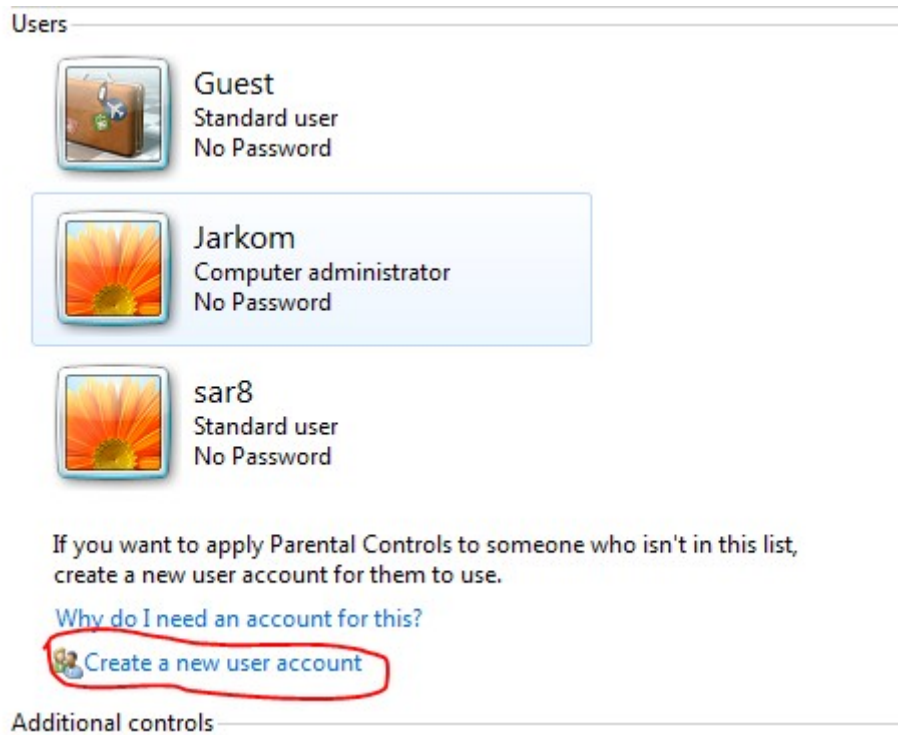 Users
Guest
Standard user
No Password
Jarkom
Computer administrator
No Password
sar8
Standard user
No Password
If you want to apply Parental Controls to someone who isn't in this list,
create a new user account for them to use.
Why do I need an account for this?
Create a new user account
Additional controls